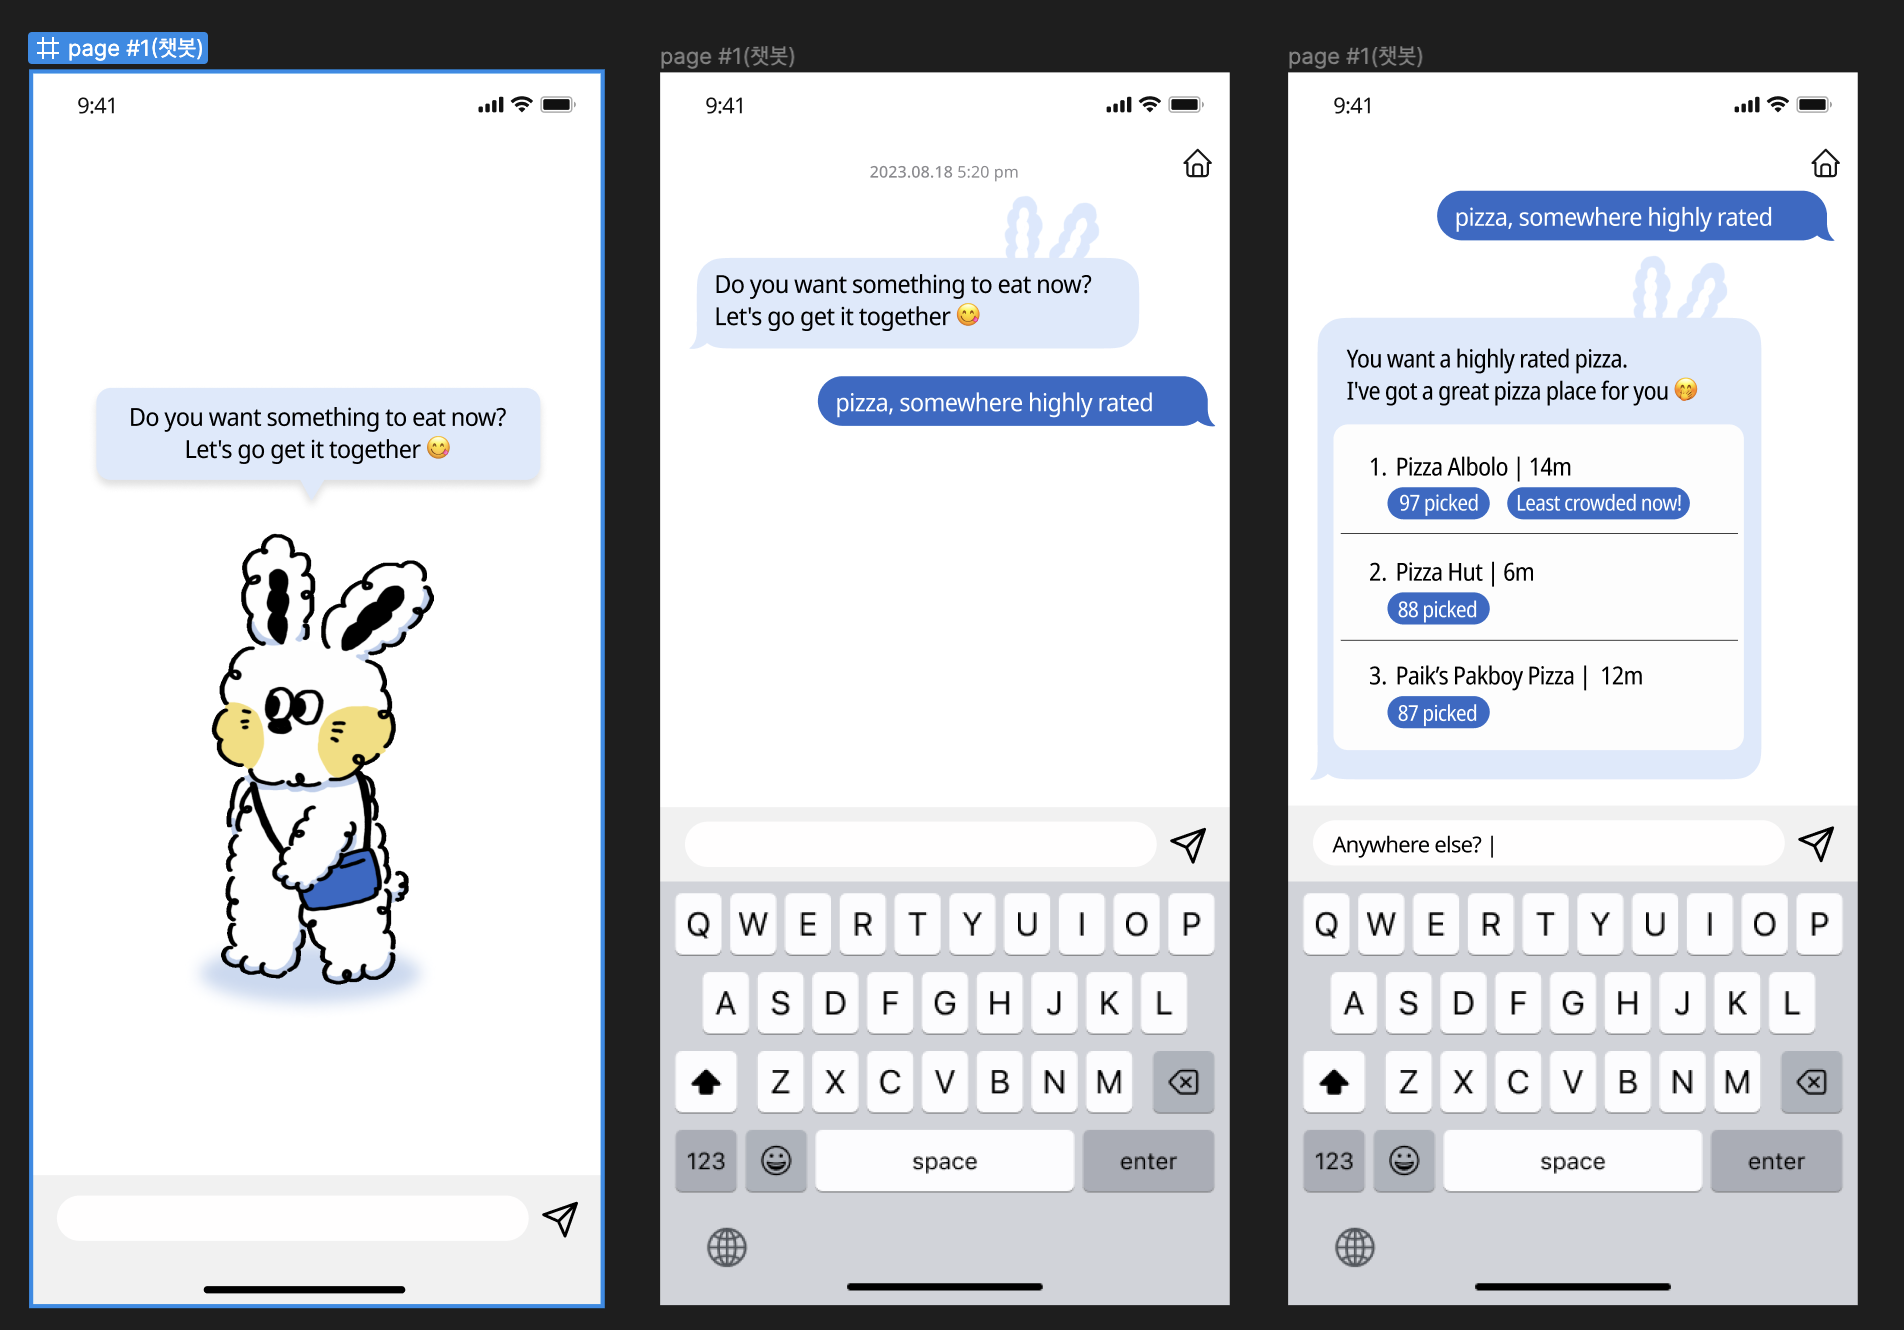 page #1(챗봇)
9:41
Do you want something to eat now?
Let's go get it together 😋
page #1(챗봇)
9:41
2023.08.18 5:20 pm
Do you want something to eat now?
Let's go get it together 😋
pizza, somewhere highly rated
Q W E R T Y U I O P
A S D F G H J K L
Z X C V B N M
123 space enter
page #1(챗봇)
9:41
pizza, somewhere highly rated
You want a highly rated pizza.
I've got a great pizza place for you 🤭
1. Pizza Albolo | 14m
97 picked Least crowded now!
2. Pizza Hut | 6m
88 picked
3. Paik’s Pakboy Pizza | 12m
87 picked
Anywhere else? |
Q W E R T Y U I O P
A S D F G H J K L
Z X C V B N M
123 space enter